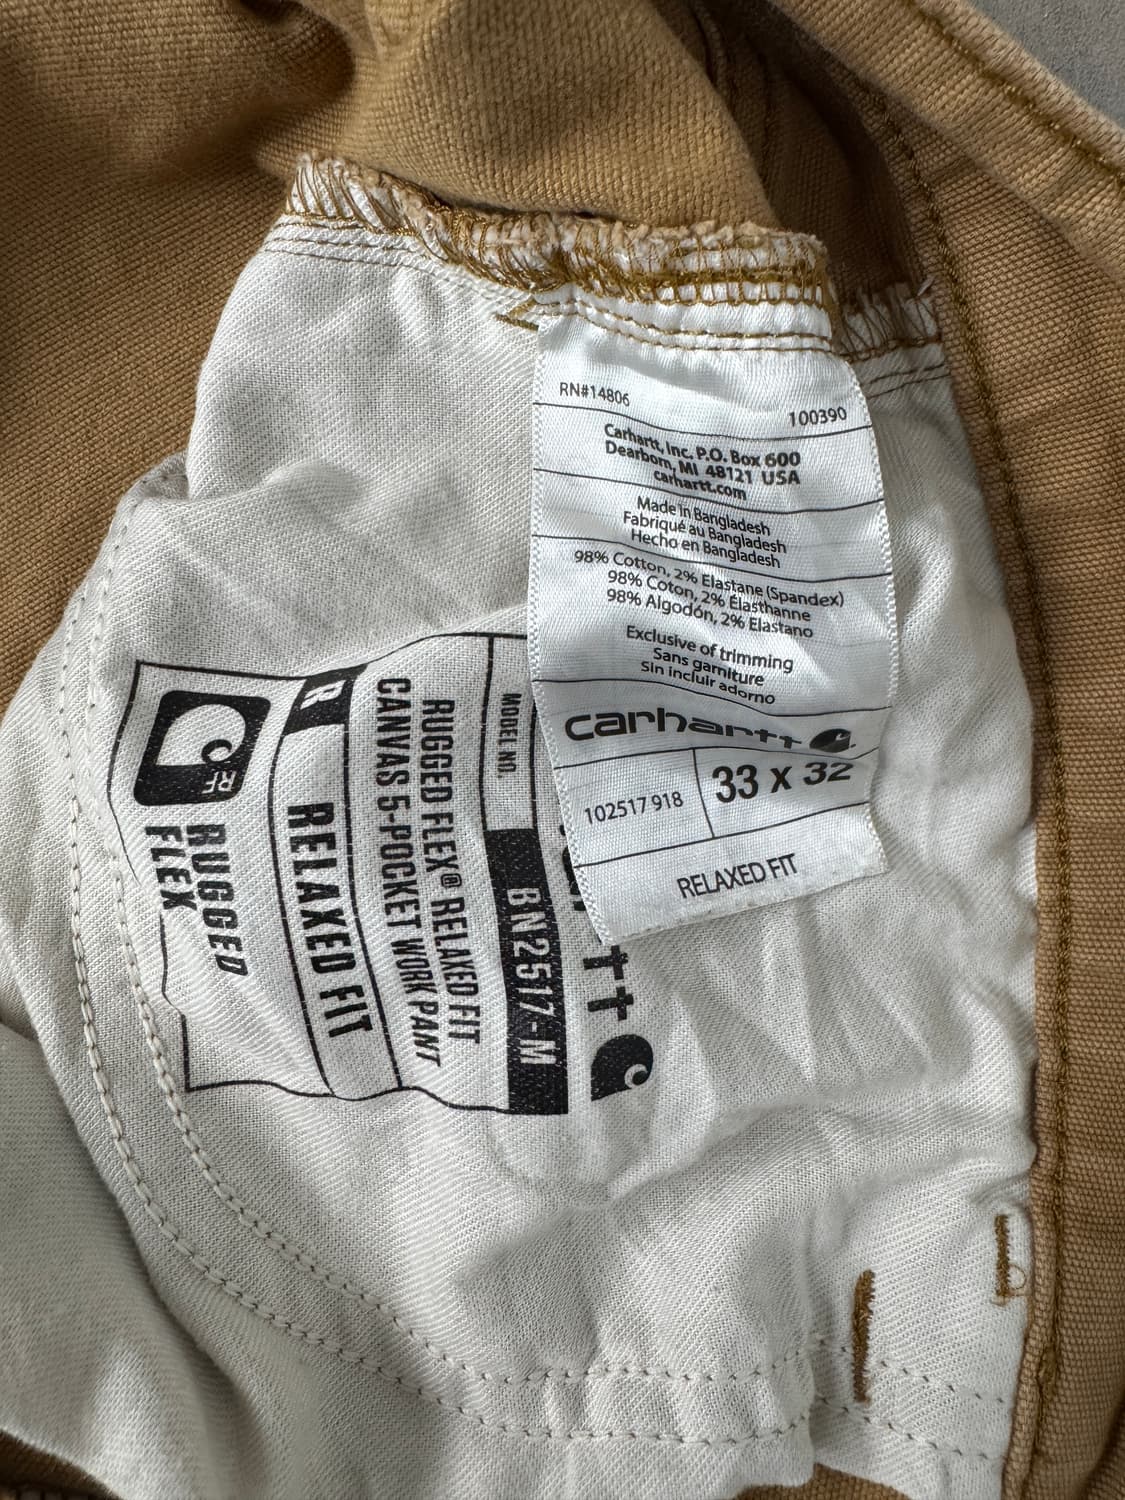 RN#14806
100390
Carhartt, Inc. P.O. Box 600
Dearborn, MI 48121 USA
carhartt.com
Made in Bangladesh
Fabriqué au Bangladesh
Hecho en Bangladesh
98% Cotton, 2% Elastane (Spandex)
98% Coton, 2% Élasthanne
98% Algodón, 2% Elastano
Exclusive of trimming
Sans garniture
Sin incluir adorno
carhartt
102517 918
33 x 32
RELAXED FIT
MODEL NO.
BN2517-M
RUGGED FLEX® RELAXED FIT
CANVAS 5-POCKET WORK PANT
R
RELAXED FIT
RF
RUGGED
FLEX